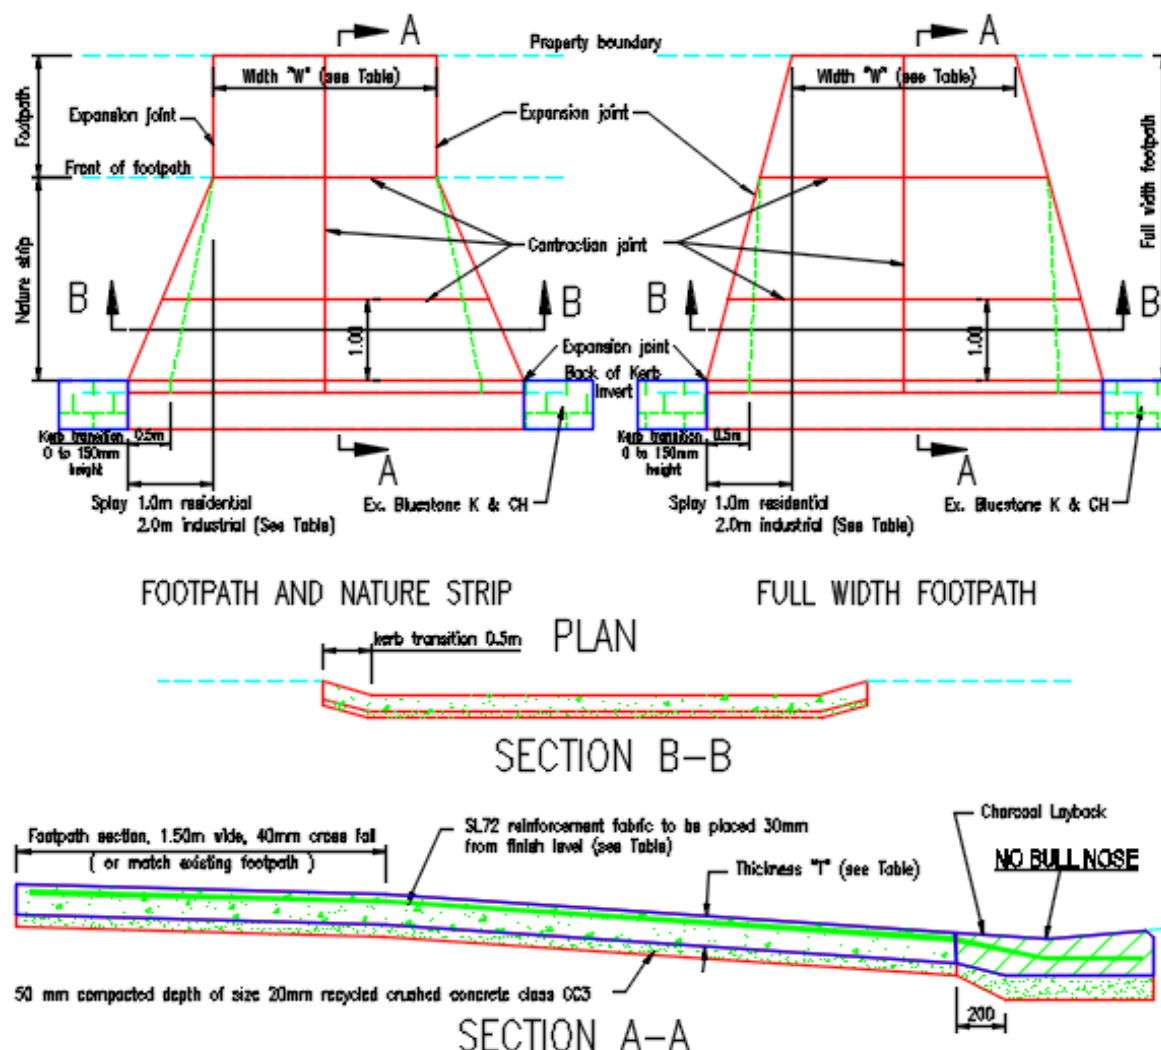 A
A
Property boundary
Width "W" (see Table)
Width "W" (see Table)
Footpath
Expansion joint
Expansion joint
Front of footpath
Full width footpath
Nature strip
Contraction joint
B
B
B
B
1.00
1.00
Expansion joint
Back of Kerb
Invert
Kerb transition 0.5m
0 to 150mm
height
Kerb transition 0.5m
0 to 150mm
height
A
A
Splay 1.0m residential
2.0m industrial (See Table)
Ex. Bluestone K & CH
Splay 1.0m residential
2.0m industrial (See Table)
Ex. Bluestone K & CH
FOOTPATH AND NATURE STRIP
FULL WIDTH FOOTPATH
PLAN
kerb transition 0.5m
SECTION B-B
Footpath section, 1.50m wide, 40mm cross fall
( or match existing footpath )
SL72 reinforcement fabric to be placed 30mm
from finish level (see Table)
Thickness "T" (see Table)
Charcoal Layback
NO BULL NOSE
50 mm compacted depth of size 20mm recycled crushed concrete class CC3
200
SECTION A-A